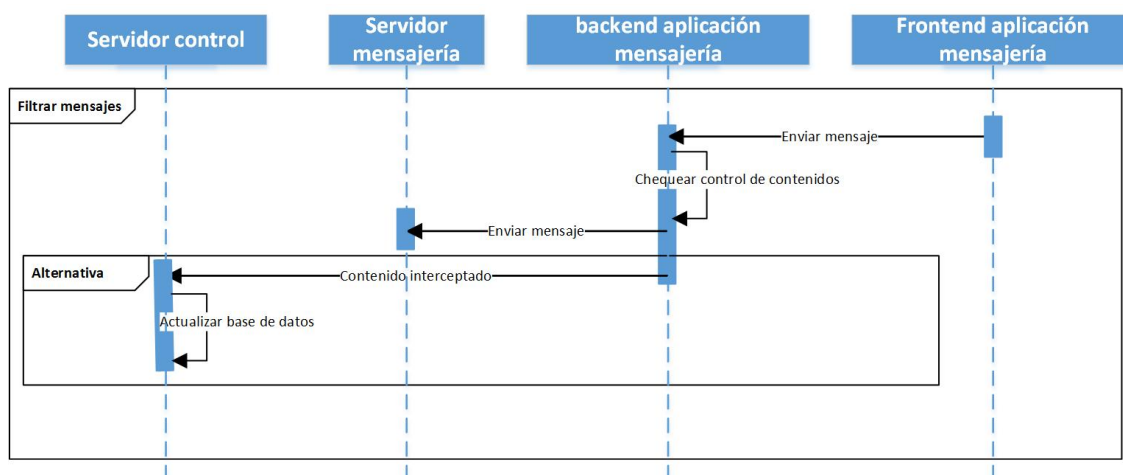 Servidor control
Servidor
mensajería
backend aplicación
mensajería
Frontend aplicación
mensajería
Filtrar mensajes
Enviar mensaje
Chequear control de contenidos
Enviar mensaje
Alternativa
Contenido interceptado
Actualizar base de datos